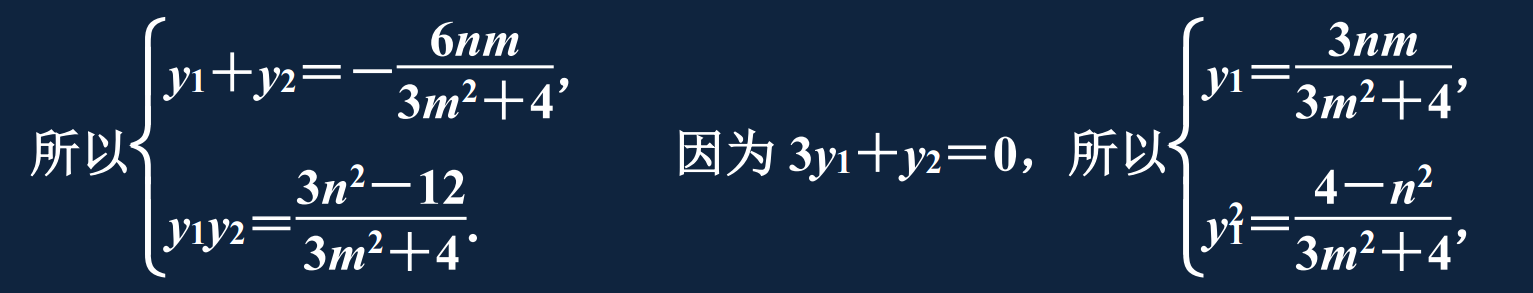 所以{y₁+y₂=-6nm/(3m²+4), y₁y₂=(3n²-12)/(3m²+4). 因为 3y₁+y₂=0, 所以{y₁=3nm/(3m²+4), y₁²=(4-n²)/(3m²+4),